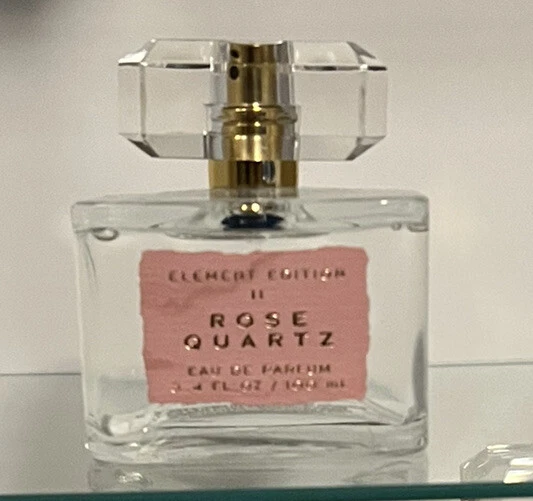 ELEMENT EDITION
II
ROSE
QUARTZ
EAU DE PARFUM
3.4 FL OZ / 100 mL